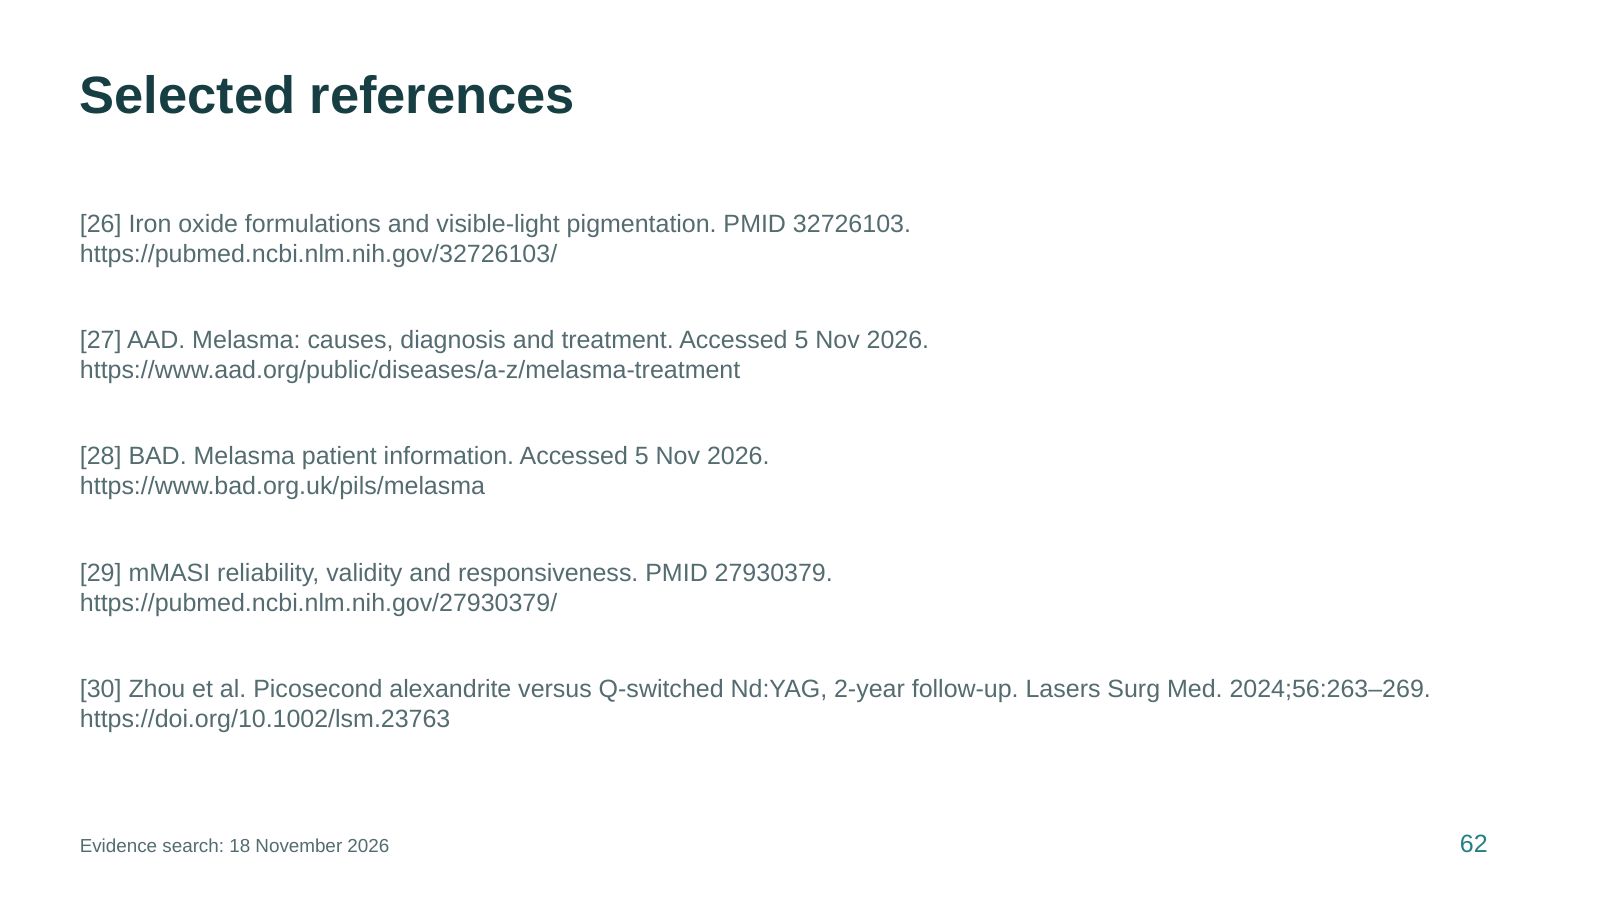 Selected references
[26] Iron oxide formulations and visible-light pigmentation. PMID 32726103.
https://pubmed.ncbi.nlm.nih.gov/32726103/
[27] AAD. Melasma: causes, diagnosis and treatment. Accessed 5 Nov 2026.
https://www.aad.org/public/diseases/a-z/melasma-treatment
[28] BAD. Melasma patient information. Accessed 5 Nov 2026.
https://www.bad.org.uk/pils/melasma
[29] mMASI reliability, validity and responsiveness. PMID 27930379.
https://pubmed.ncbi.nlm.nih.gov/27930379/
[30] Zhou et al. Picosecond alexandrite versus Q-switched Nd:YAG, 2-year follow-up. Lasers Surg Med. 2024;56:263–269.
https://doi.org/10.1002/lsm.23763
Evidence search: 18 November 2026
62